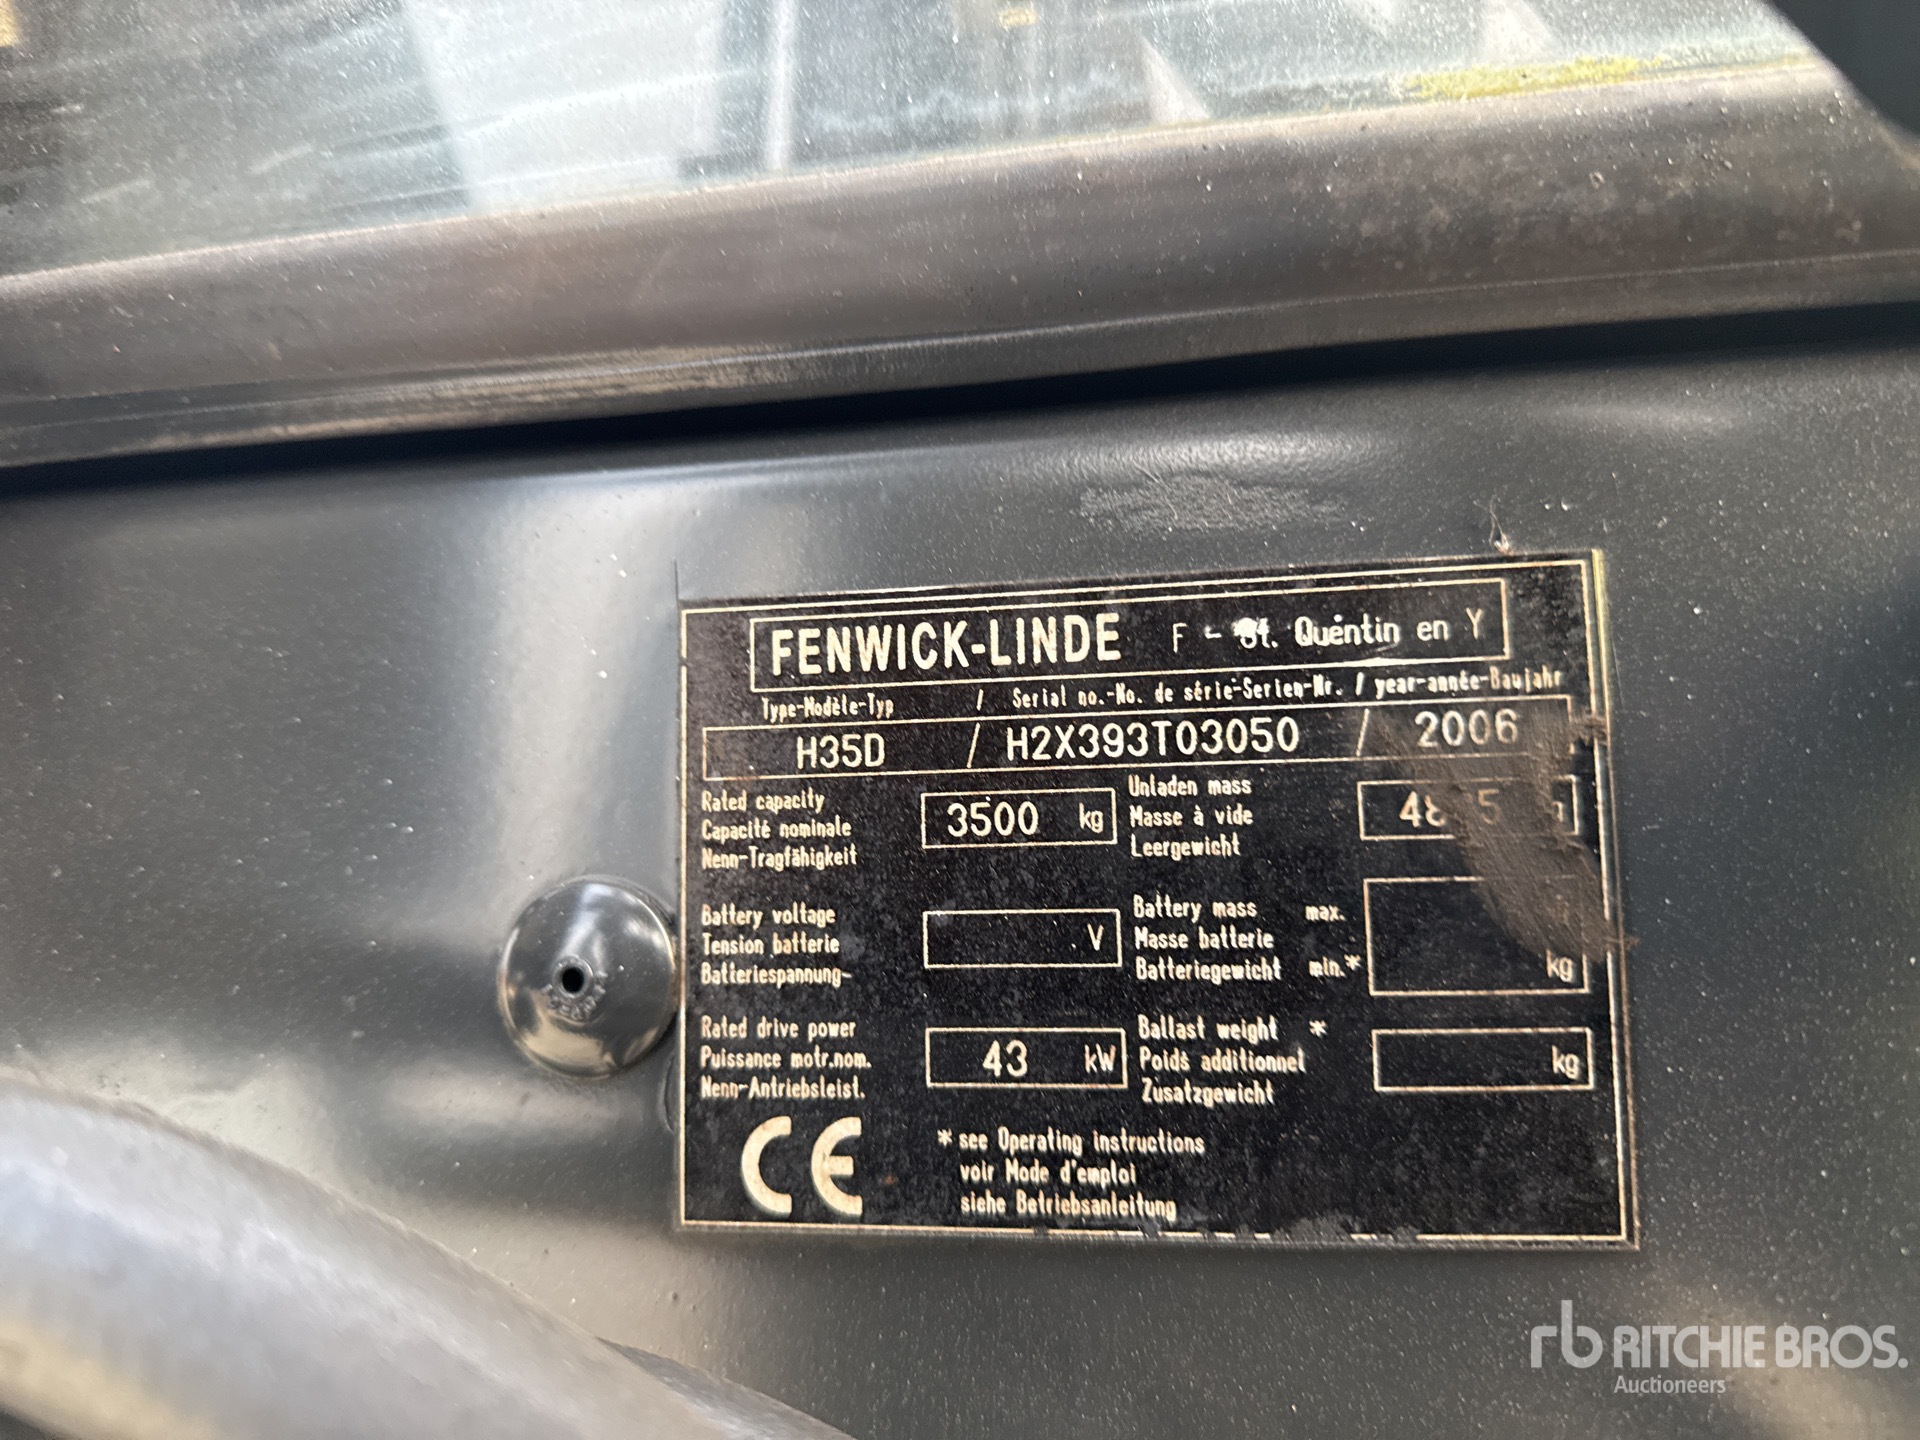 FENWICK-LINDE F - St. Quentin en Y
Type-Modèle-Typ / Serial no.-No. de série-Serien-Nr. / year-année-Baujahr
H35D / H2X393T03050 / 2006
Rated capacity
Capacité nominale
Nenn-Tragfähigkeit
3500 kg
Unladen mass
Masse à vide
Leergewicht
Battery voltage
Tension batterie
Batteriespannung-
V
Battery mass max.
Masse batterie
Batteriegewicht min.*
kg
Rated drive power
Puissance motr.nom.
Nenn-Antriebsleist.
43 kW
Ballast weight *
Poids additionnel
Zusatzgewicht
kg
CE
* see Operating instructions
voir Mode d'emploi
siehe Betriebsanleitung
rb RITCHIE BROS.
Auctioneers